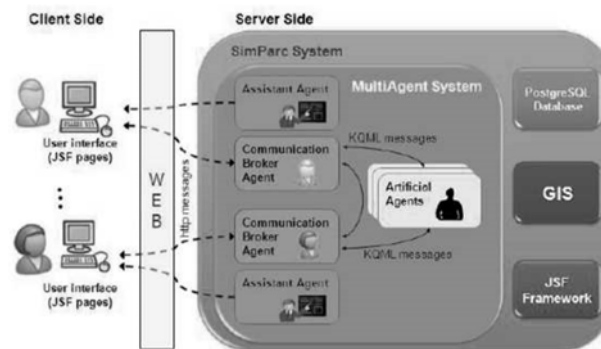 Client Side
Server Side
SimParc System
Assistant Agent
MultiAgent System
PostgreSQL
Database
User interface
(JSF pages)
KQML messages
Communication
Broker
Agent
WEB
Http messages
Artificial
Agents
GIS
Communication
Broker
Agent
KQML messages
User Interface
(JSF pages)
Assistant Agent
JSF
Framework